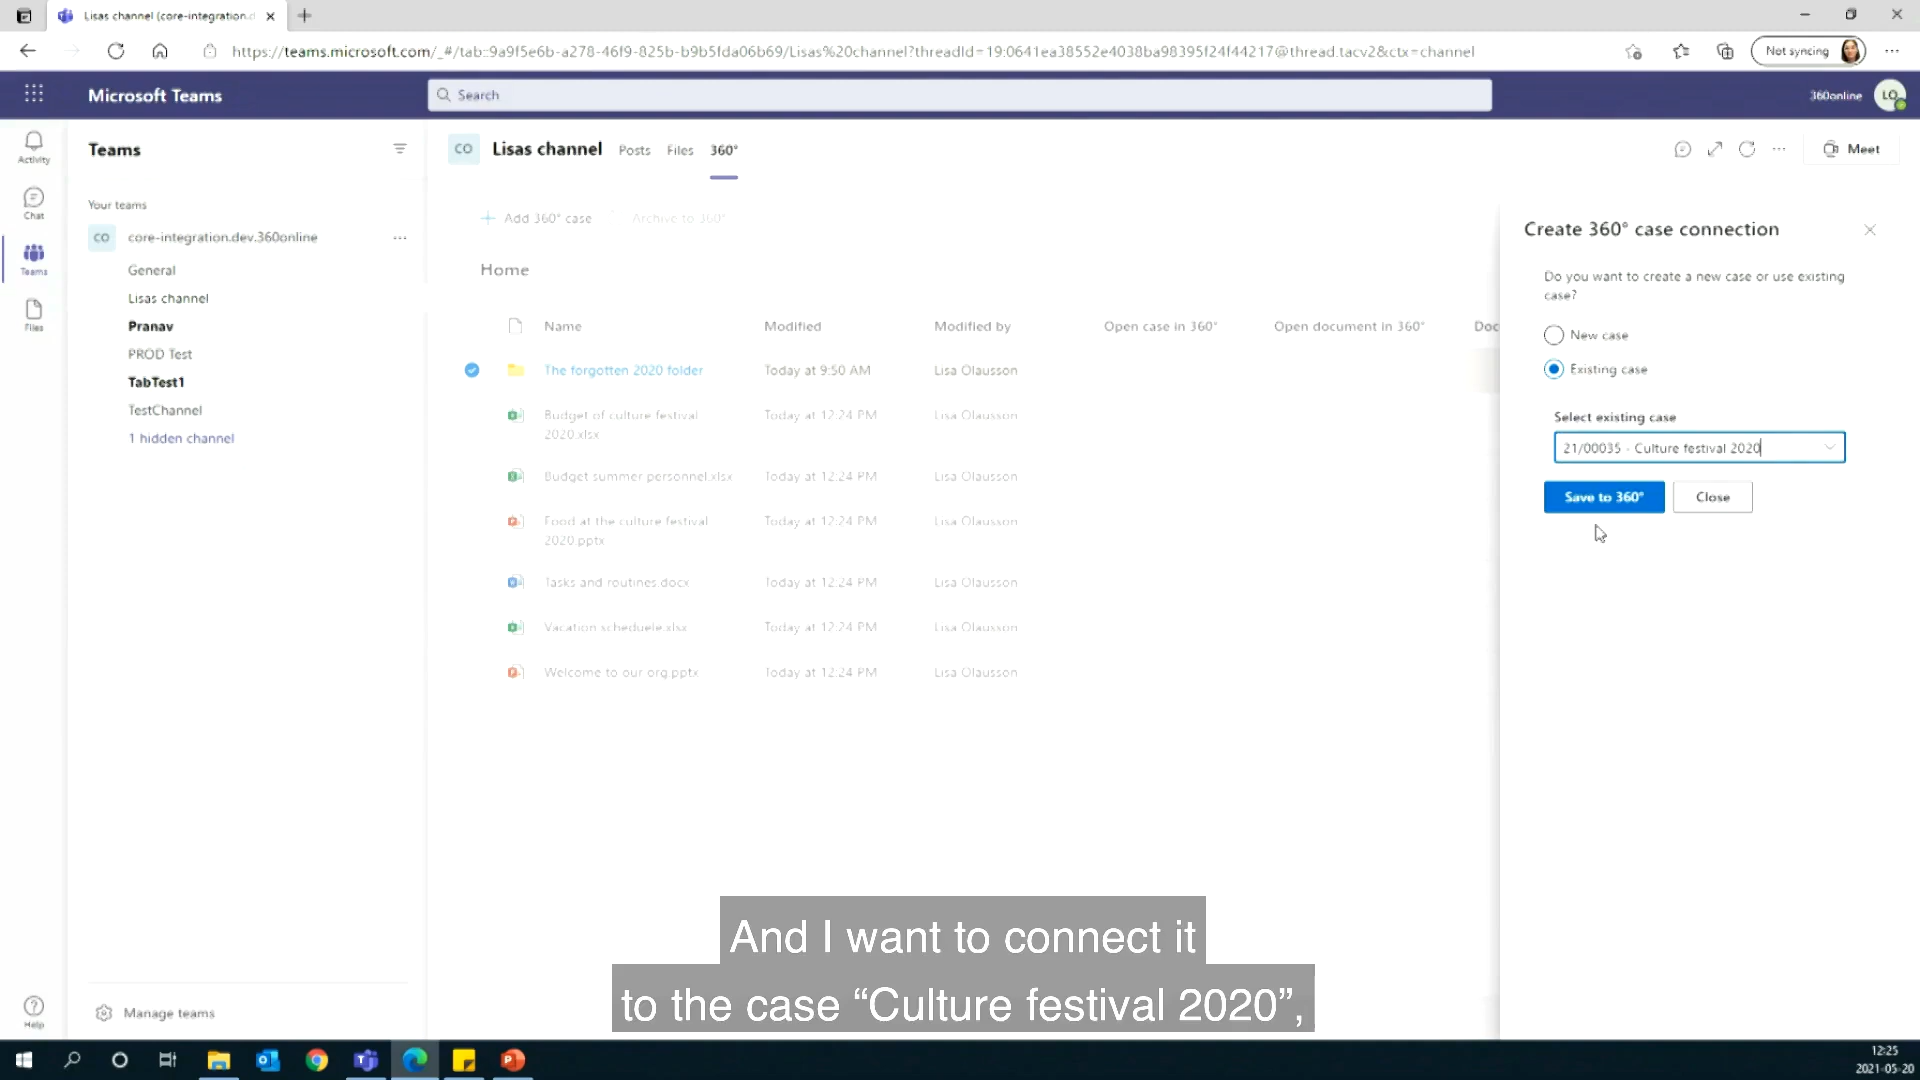 Lisas channel (core-integration.d
https://teams.microsoft.com/_#/tab::9a9f5e6b-a278-46f9-825b-b9b5fda06b69/Lisas%20channel?threadId=19:0641ea38552e4038ba98395f24f44217@thread.tacv2&ctx=channel
Not syncing
Microsoft Teams
Search
360online
LO
Activity
Chat
Teams
Files
Help
Teams
Your teams
CO core-integration.dev.360online
General
Lisas channel
Pranav
PROD Test
TabTest1
TestChannel
1 hidden channel
Manage teams
CO Lisas channel Posts Files 360°
Meet
Add 360° case Archive to 360°
Home
Name Modified Modified by Open case in 360° Open document in 360° Doc
The forgotten 2020 folder Today at 9:50 AM Lisa Olausson
Budget of culture festival Today at 12:24 PM Lisa Olausson
2020.xlsx
Budget summer personnel.xlsx Today at 12:24 PM Lisa Olausson
Food at the culture festival Today at 12:24 PM Lisa Olausson
2020.pptx
Tasks and routines.docx Today at 12:24 PM Lisa Olausson
Vacation scheduele.xlsx Today at 12:24 PM Lisa Olausson
Welcome to our org.pptx Today at 12:24 PM Lisa Olausson
Create 360° case connection
Do you want to create a new case or use existing
case?
New case
Existing case
Select existing case
21/00035 - Culture festival 2020
Save to 360° Close
And I want to connect it
to the case “Culture festival 2020”,
12:25
2021-05-20